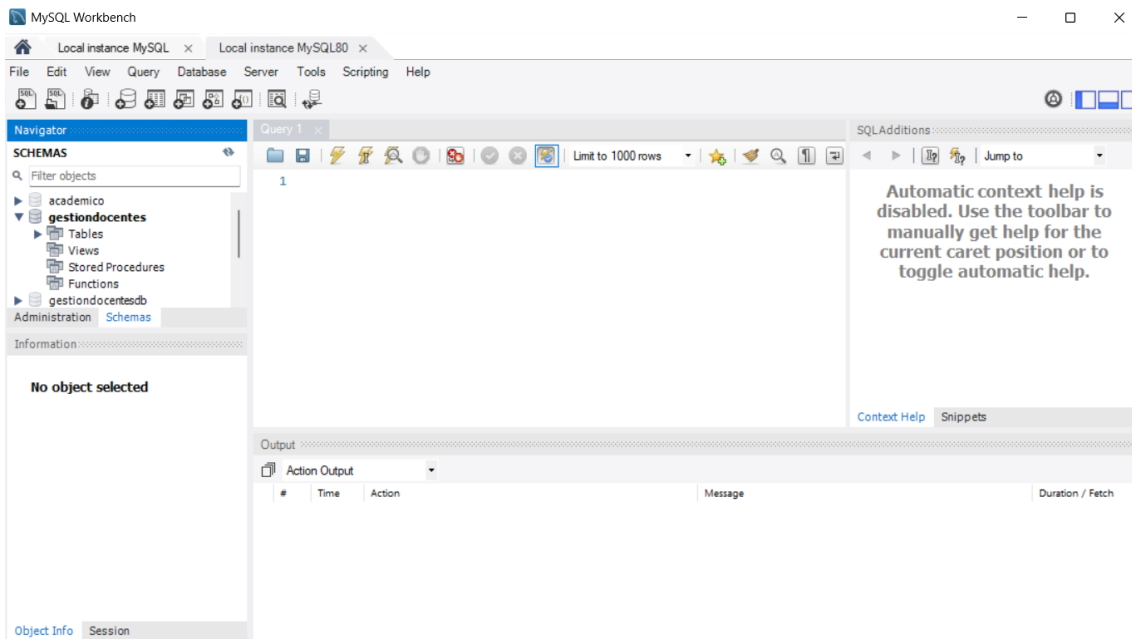 MySQL Workbench
Local instance MySQL
Local instance MySQL80
File Edit View Query Database Server Tools Scripting Help
Navigator
SCHEMAS
Filter objects
academico
gestiondocentes
Tables
Views
Stored Procedures
Functions
gestiondocentesdb
Administration Schemas
Information
No object selected
Object Info Session
Query 1
Limit to 1000 rows
1
SQLAdditions
Jump to
Automatic context help is
disabled. Use the toolbar to
manually get help for the
current caret position or to
toggle automatic help.
Context Help Snippets
Output
Action Output
# Time Action Message Duration / Fetch